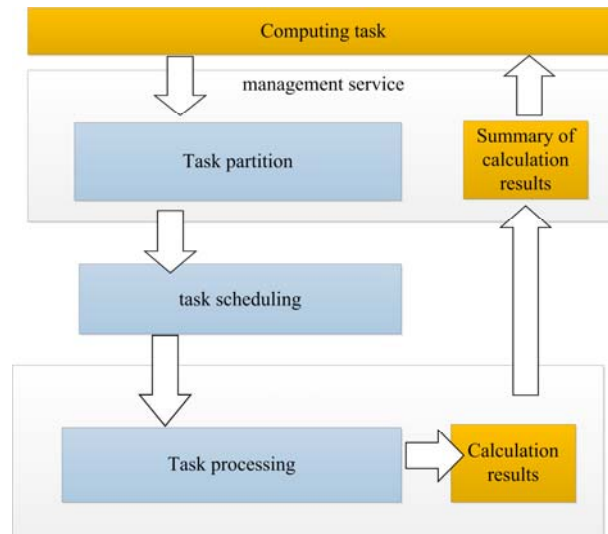 Computing task
management service
Task partition
Summary of
calculation
results
task scheduling
Task processing
Calculation
results